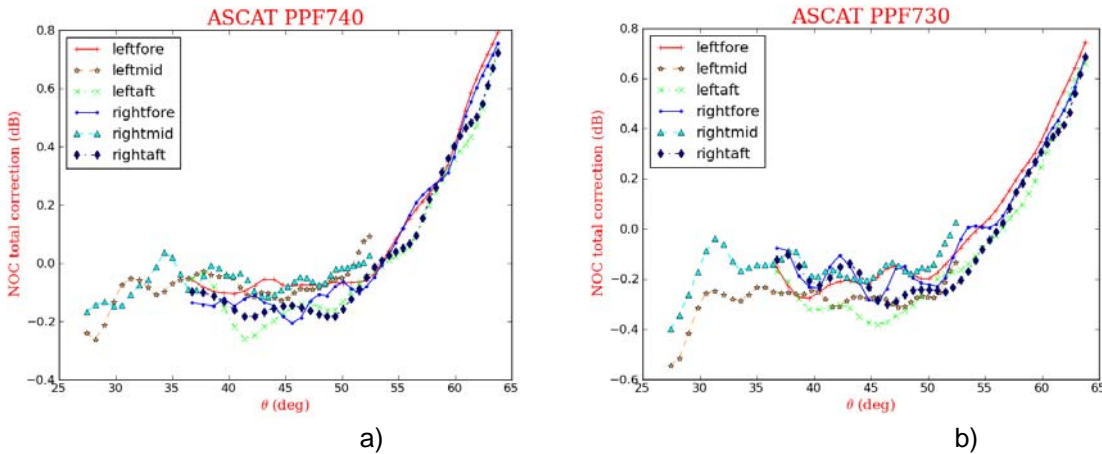 ASCAT PPF740
NOC total correction (dB)
0.8
0.6
0.4
0.2
0.0
−0.2
−0.4
leftfore
leftmid
leftaft
rightfore
rightmid
rightaft
25 30 35 40 45 50 55 60 65
θ (deg)
a)
ASCAT PPF730
NOC total correction (dB)
0.8
0.6
0.4
0.2
0.0
−0.2
−0.4
−0.6
leftfore
leftmid
leftaft
rightfore
rightmid
rightaft
25 30 35 40 45 50 55 60 65
θ (deg)
b)